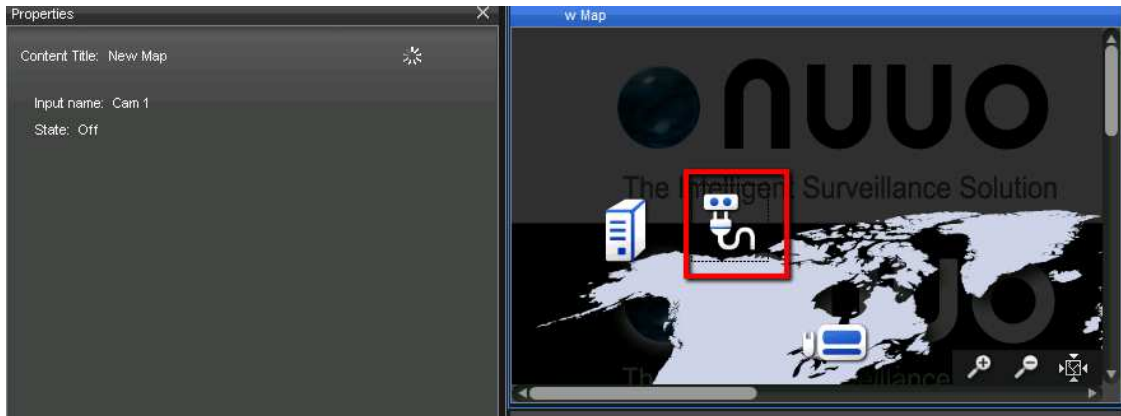 Properties
Content Title: New Map
Input name: Cam 1
State: Off
w Map
nuuo
The Intelligent Surveillance Solution